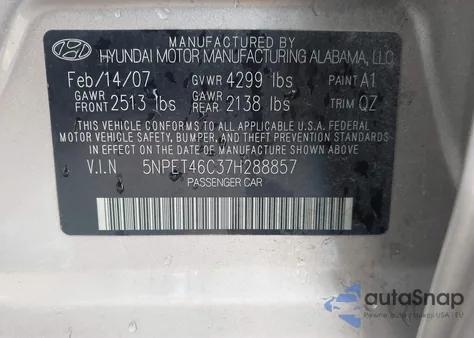 MANUFACTURED BY
HYUNDAI MOTOR MANUFACTURING ALABAMA, LLC
Feb/14/07 GVWR 4299 lbs PAINT A1
GAWR FRONT 2513 lbs GAWR REAR 2138 lbs TRIM QZ
THIS VEHICLE CONFORMS TO ALL APPLICABLE U.S. FEDERAL
MOTOR VEHICLE SAFETY, BUMPER, AND THEFT PREVENTION
STANDARDS IN EFFECT ON THE DATE OF MANUFACTURE
SHOWN ABOVE
V.I.N 5NPET46C37H288857
PASSENGER CAR
autoSnap